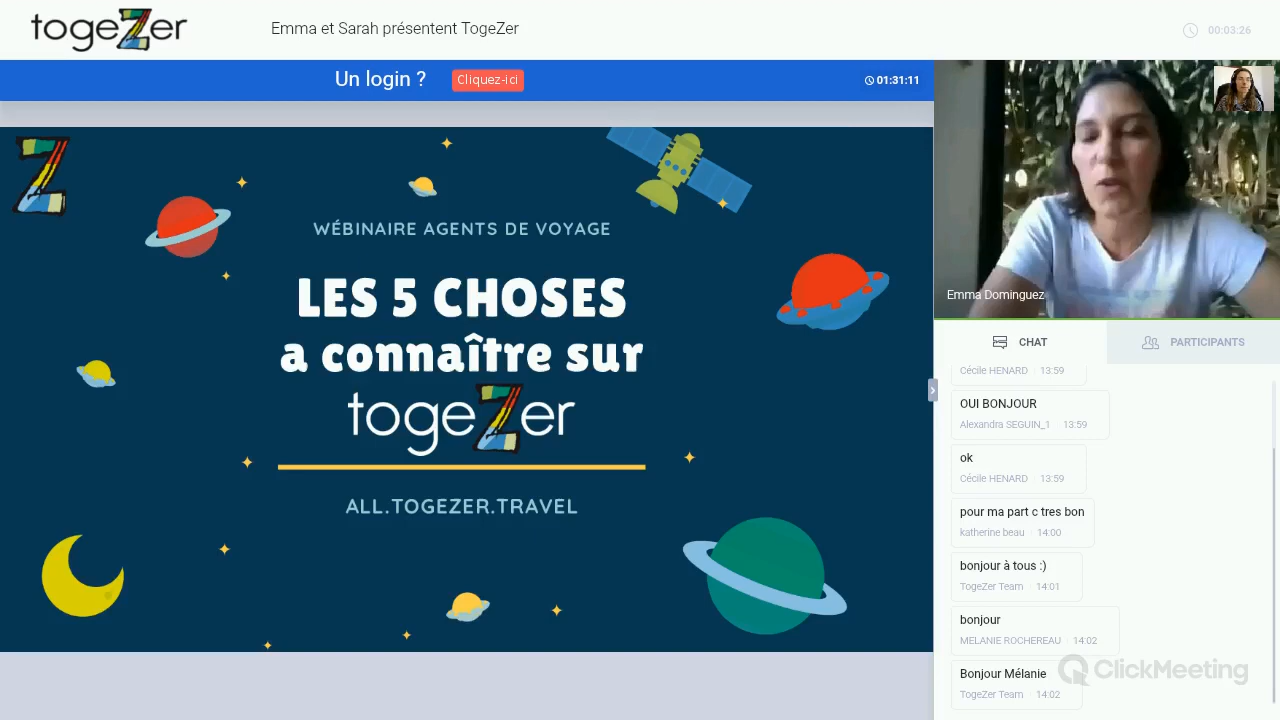 togeZer
Emma et Sarah présentent TogeZer
00:03:26
Un login ?
Cliquez-ici
01:31:11
Z
WÉBINAIRE AGENTS DE VOYAGE
LES 5 CHOSES
a connaître sur
togeZer
ALL.TOGEZER.TRAVEL
Emma Dominguez
CHAT
PARTICIPANTS
Cécile HENARD 13:59
OUI BONJOUR
Alexandra SEGUIN_1 13:59
ok
Cécile HENARD 13:59
pour ma part c tres bon
katherine beau 14:00
bonjour à tous :)
TogeZer Team 14:01
bonjour
MELANIE ROCHEREAU 14:02
Bonjour Mélanie
TogeZer Team 14:02
ClickMeeting